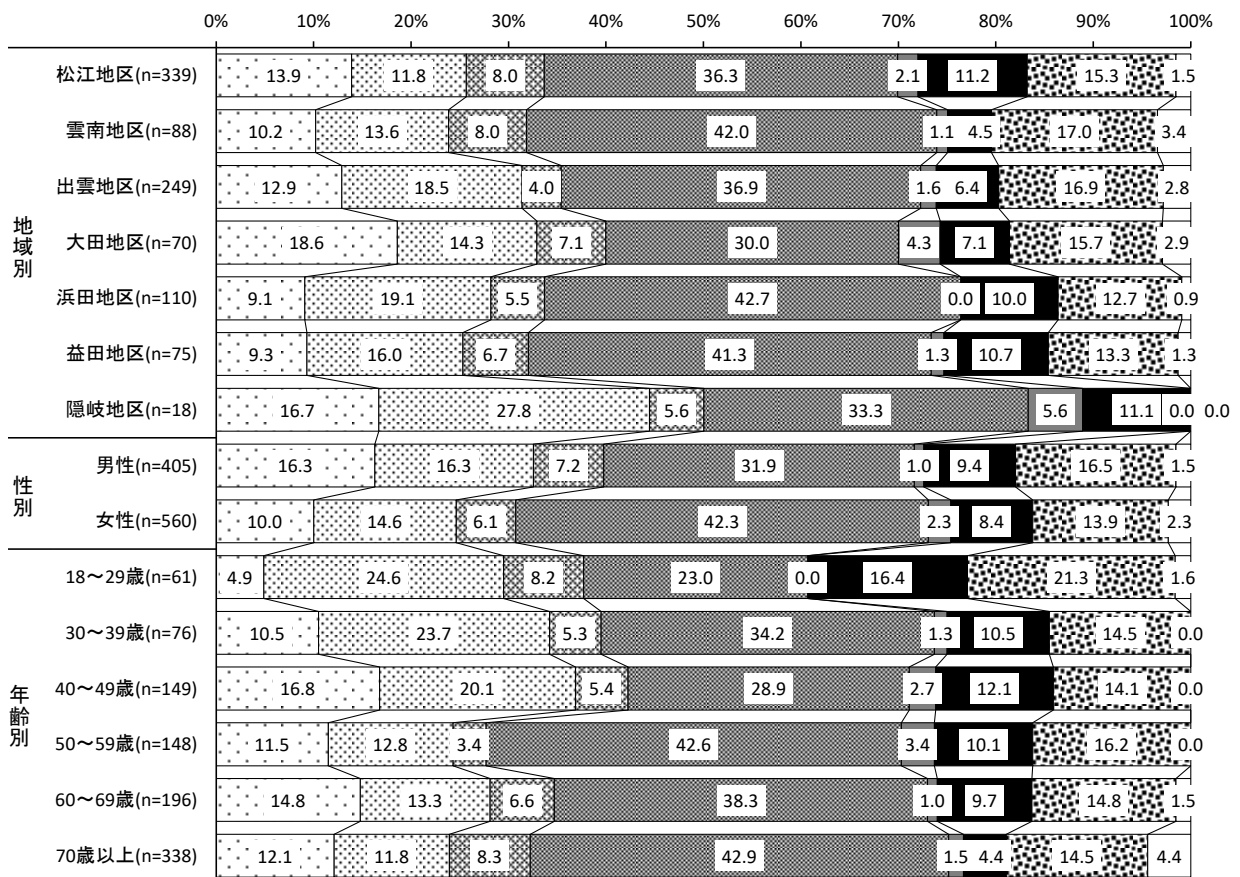 0% 10% 20% 30% 40% 50% 60% 70% 80% 90% 100%
地域別
松江地区(n=339) 13.9 11.8 8.0 36.3 2.1 11.2 15.3 1.5
雲南地区(n=88) 10.2 13.6 8.0 42.0 1.1 4.5 17.0 3.4
出雲地区(n=249) 12.9 18.5 4.0 36.9 1.6 6.4 16.9 2.8
大田地区(n=70) 18.6 14.3 7.1 30.0 4.3 7.1 15.7 2.9
浜田地区(n=110) 9.1 19.1 5.5 42.7 0.0 10.0 12.7 0.9
益田地区(n=75) 9.3 16.0 6.7 41.3 1.3 10.7 13.3 1.3
隠岐地区(n=18) 16.7 27.8 5.6 33.3 5.6 11.1 0.0 0.0
性別
男性(n=405) 16.3 16.3 7.2 31.9 1.0 9.4 16.5 1.5
女性(n=560) 10.0 14.6 6.1 42.3 2.3 8.4 13.9 2.3
年齢別
18～29歳(n=61) 4.9 24.6 8.2 23.0 0.0 16.4 21.3 1.6
30～39歳(n=76) 10.5 23.7 5.3 34.2 1.3 10.5 14.5 0.0
40～49歳(n=149) 16.8 20.1 5.4 28.9 2.7 12.1 14.1 0.0
50～59歳(n=148) 11.5 12.8 3.4 42.6 3.4 10.1 16.2 0.0
60～69歳(n=196) 14.8 13.3 6.6 38.3 1.0 9.7 14.8 1.5
70歳以上(n=338) 12.1 11.8 8.3 42.9 1.5 4.4 14.5 4.4